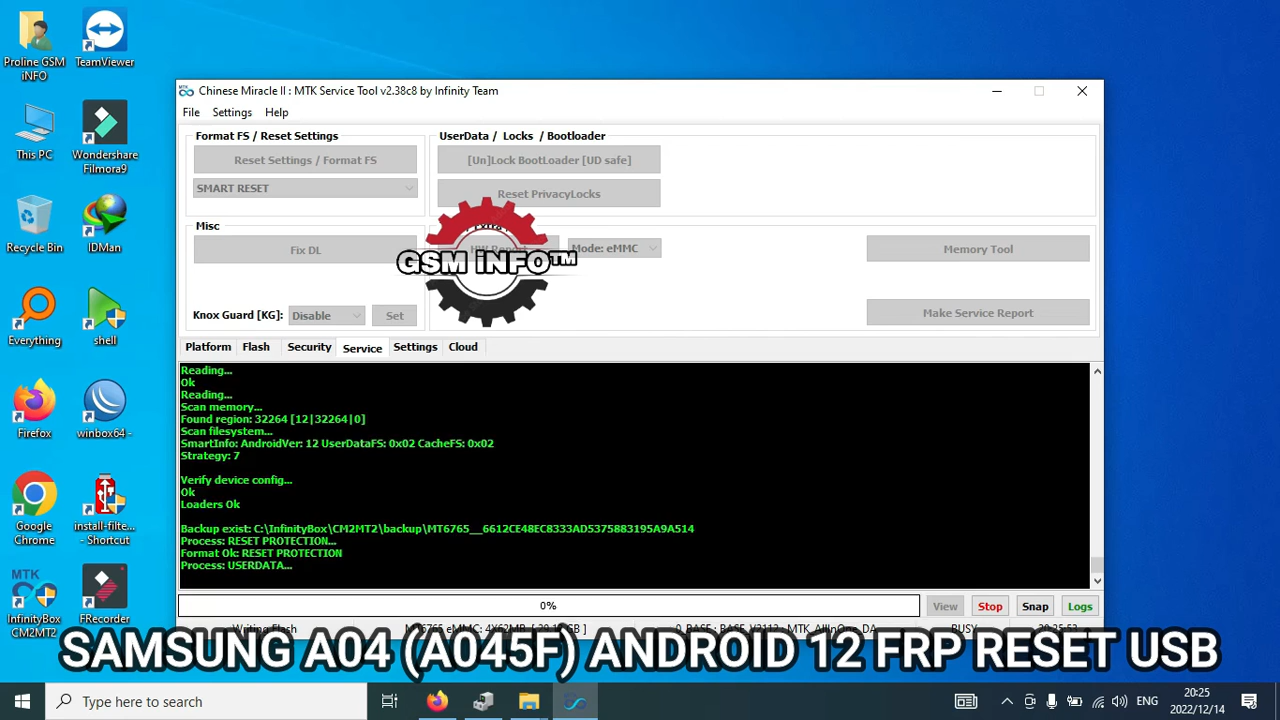 Proline GSM
iNFO
TeamViewer
This PC
Wondershare
Filmora9
Recycle Bin
IDMan
Everything
shell
Firefox
winbox64 -
Google
Chrome
install-filte...
- Shortcut
InfinityBox
CM2MT2
FRecorder
Chinese Miracle II : MTK Service Tool v2.38c8 by Infinity Team
File Settings Help
Format FS / Reset Settings
Reset Settings / Format FS
SMART RESET
UserData / Locks / Bootloader
[Un]Lock BootLoader [UD safe]
Reset PrivacyLocks
Misc
Fix DL
Knox Guard [KG]: Disable Set
Extra
HW Report
Mode: eMMC
Memory Tool
Make Service Report
GSM iNFO™
Platform Flash Security Service Settings Cloud
Reading...
Ok
Reading...
Scan memory...
Found region: 32264 [12|32264|0]
Scan filesystem...
SmartInfo: AndroidVer: 12 UserDataFS: 0x02 CacheFS: 0x02
Strategy: 7
Verify device config...
Ok
Loaders Ok
Backup exist: C:\InfinityBox\CM2MT2\backup\MT6765__6612CE48EC8333AD5375883195A9A514
Process: RESET PROTECTION...
Format Ok: RESET PROTECTION
Process: USERDATA...
0%
View Stop Snap Logs
Writing Flash
BUSY
SAMSUNG A04 (A045F) ANDROID 12 FRP RESET USB
Type here to search
ENG
20:25
2022/12/14